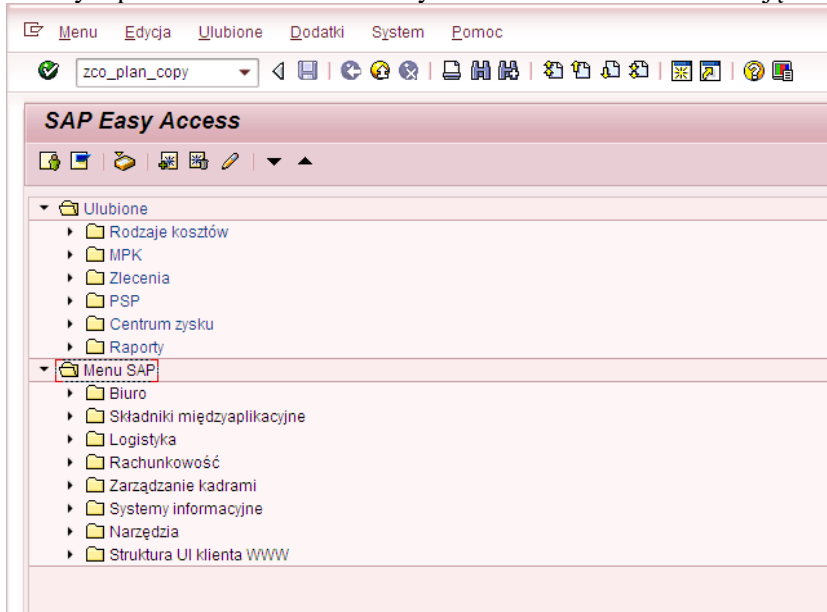 Menu Edycja Ulubione Dodatki System Pomoc
zco_plan_copy
SAP Easy Access
Ulubione
Rodzaje kosztów
MPK
Zlecenia
PSP
Centrum zysku
Raporty
Menu SAP
Biuro
Składniki międzyaplikacyjne
Logistyka
Rachunkowość
Zarządzanie kadrami
Systemy informacyjne
Narzędzia
Struktura UI klienta WWW